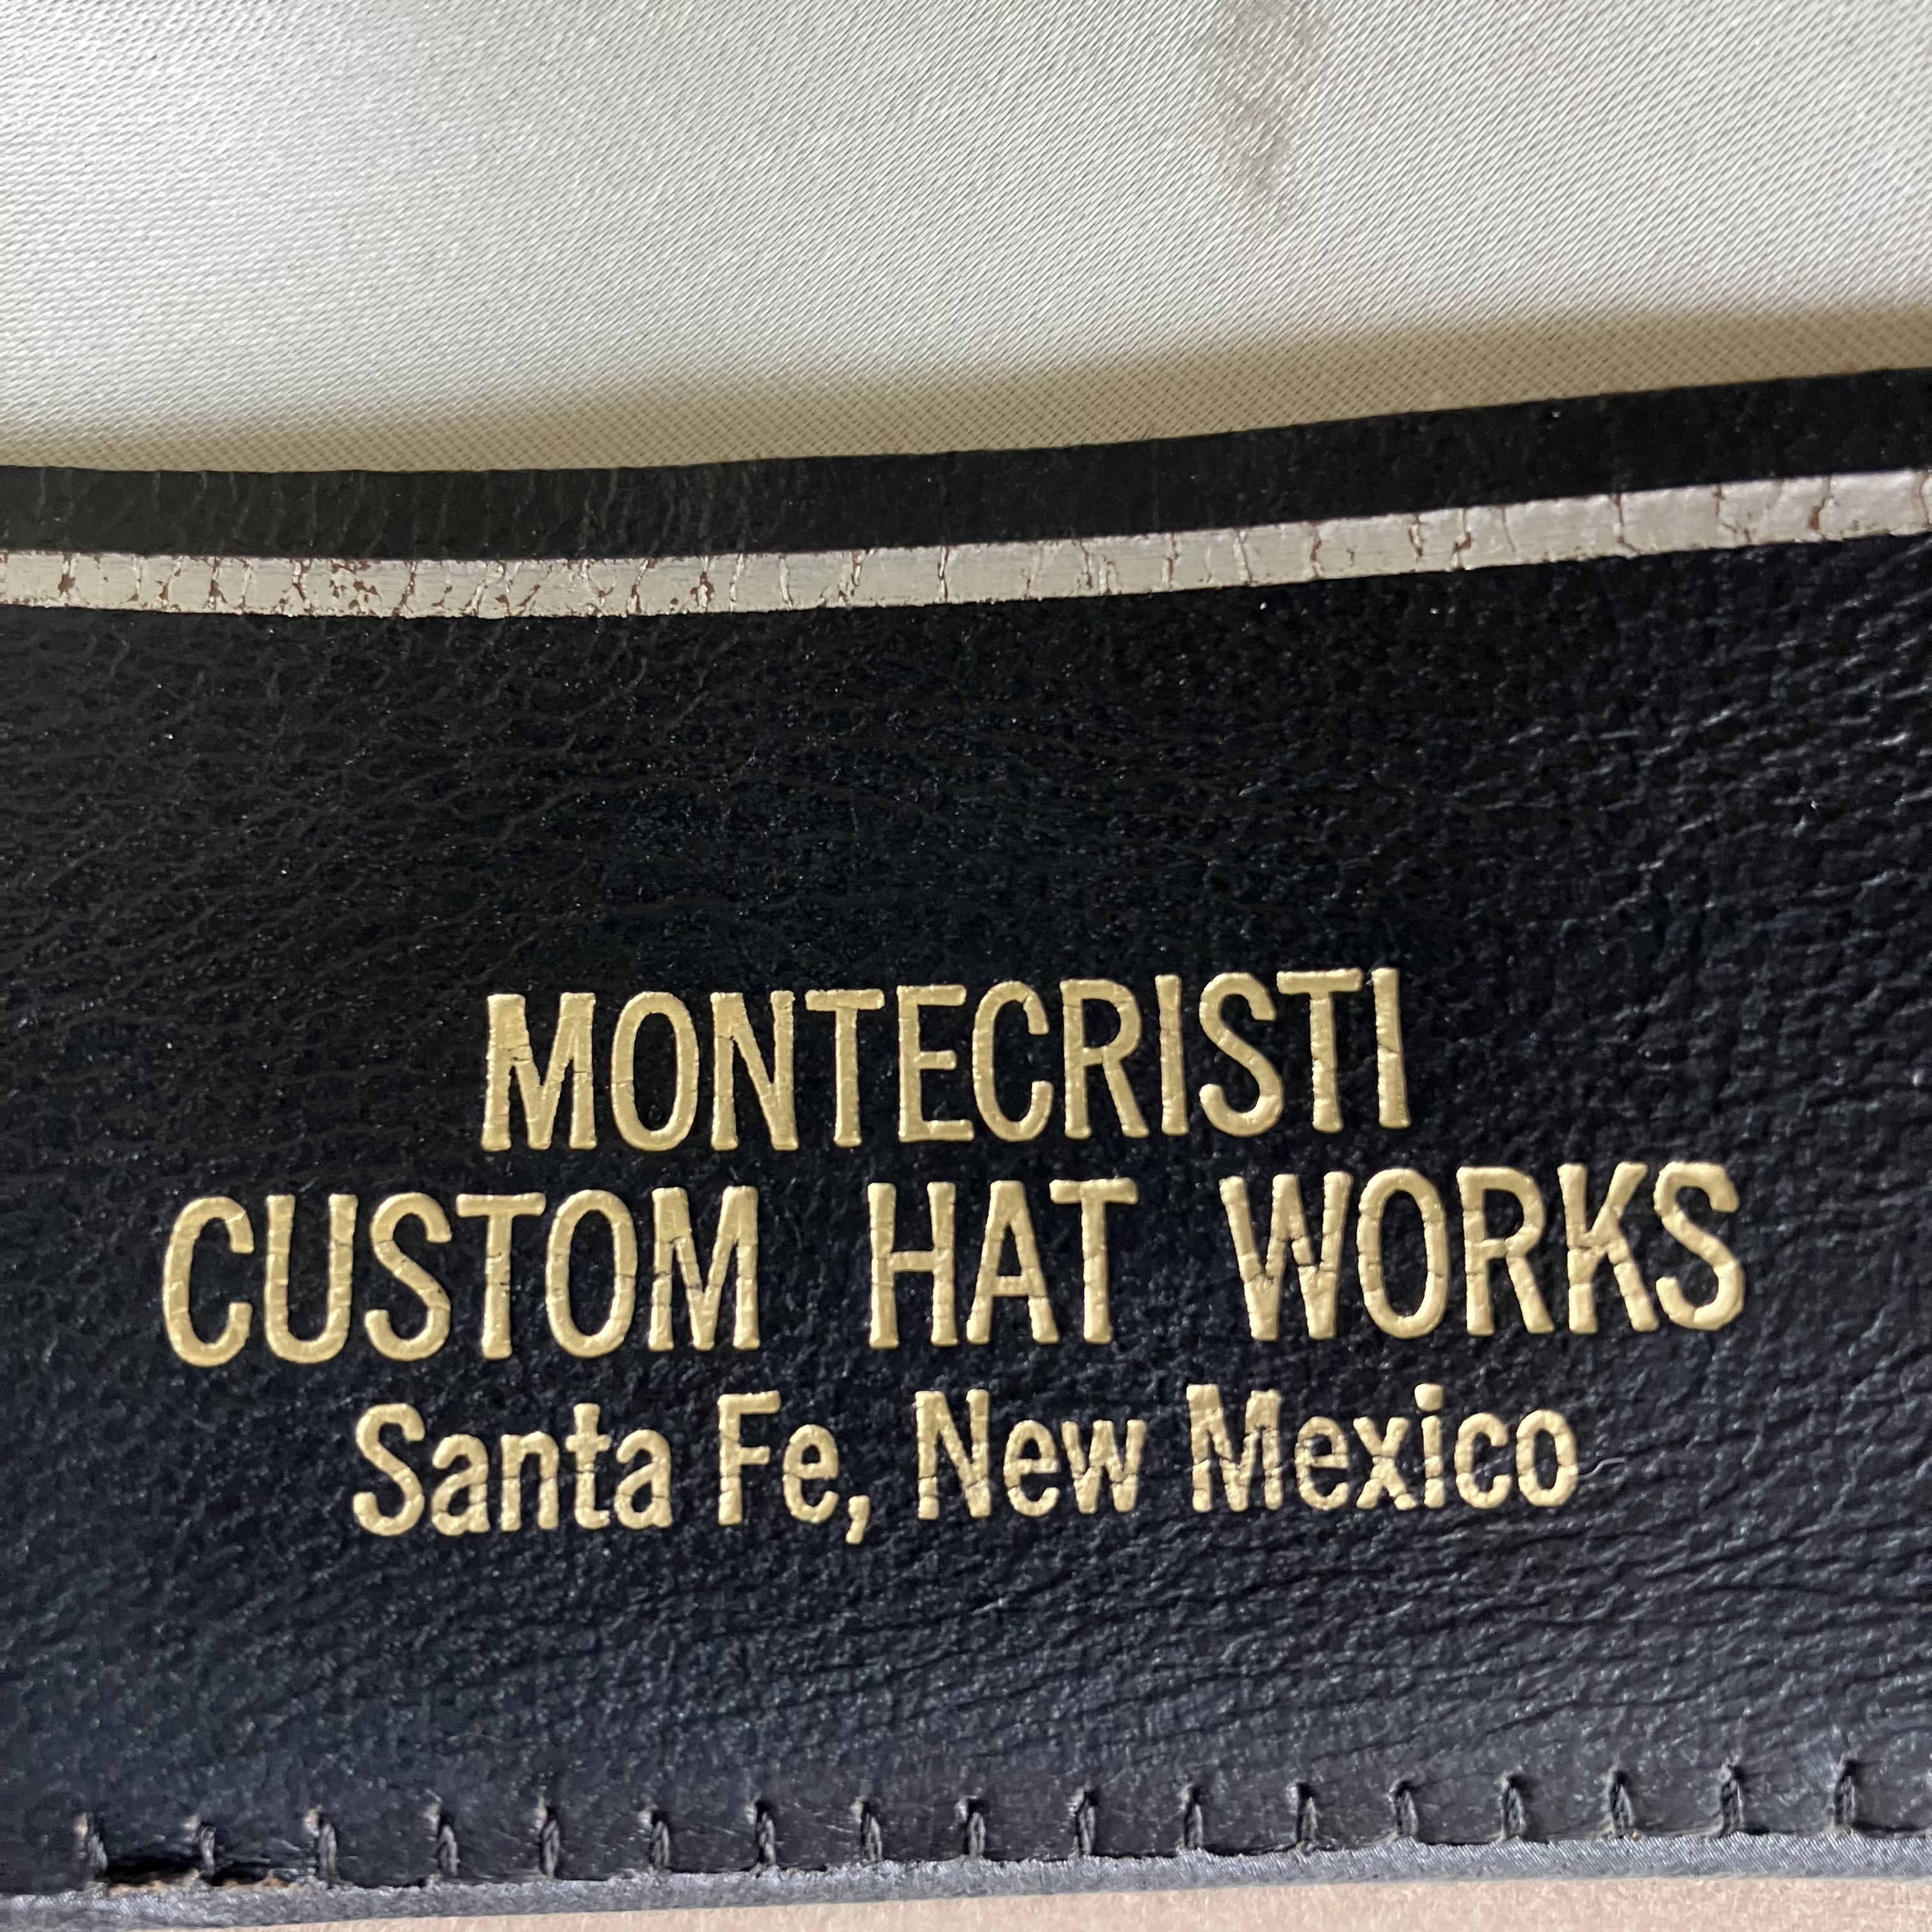 MONTECRISTI
CUSTOM HAT WORKS
Santa Fe, New Mexico